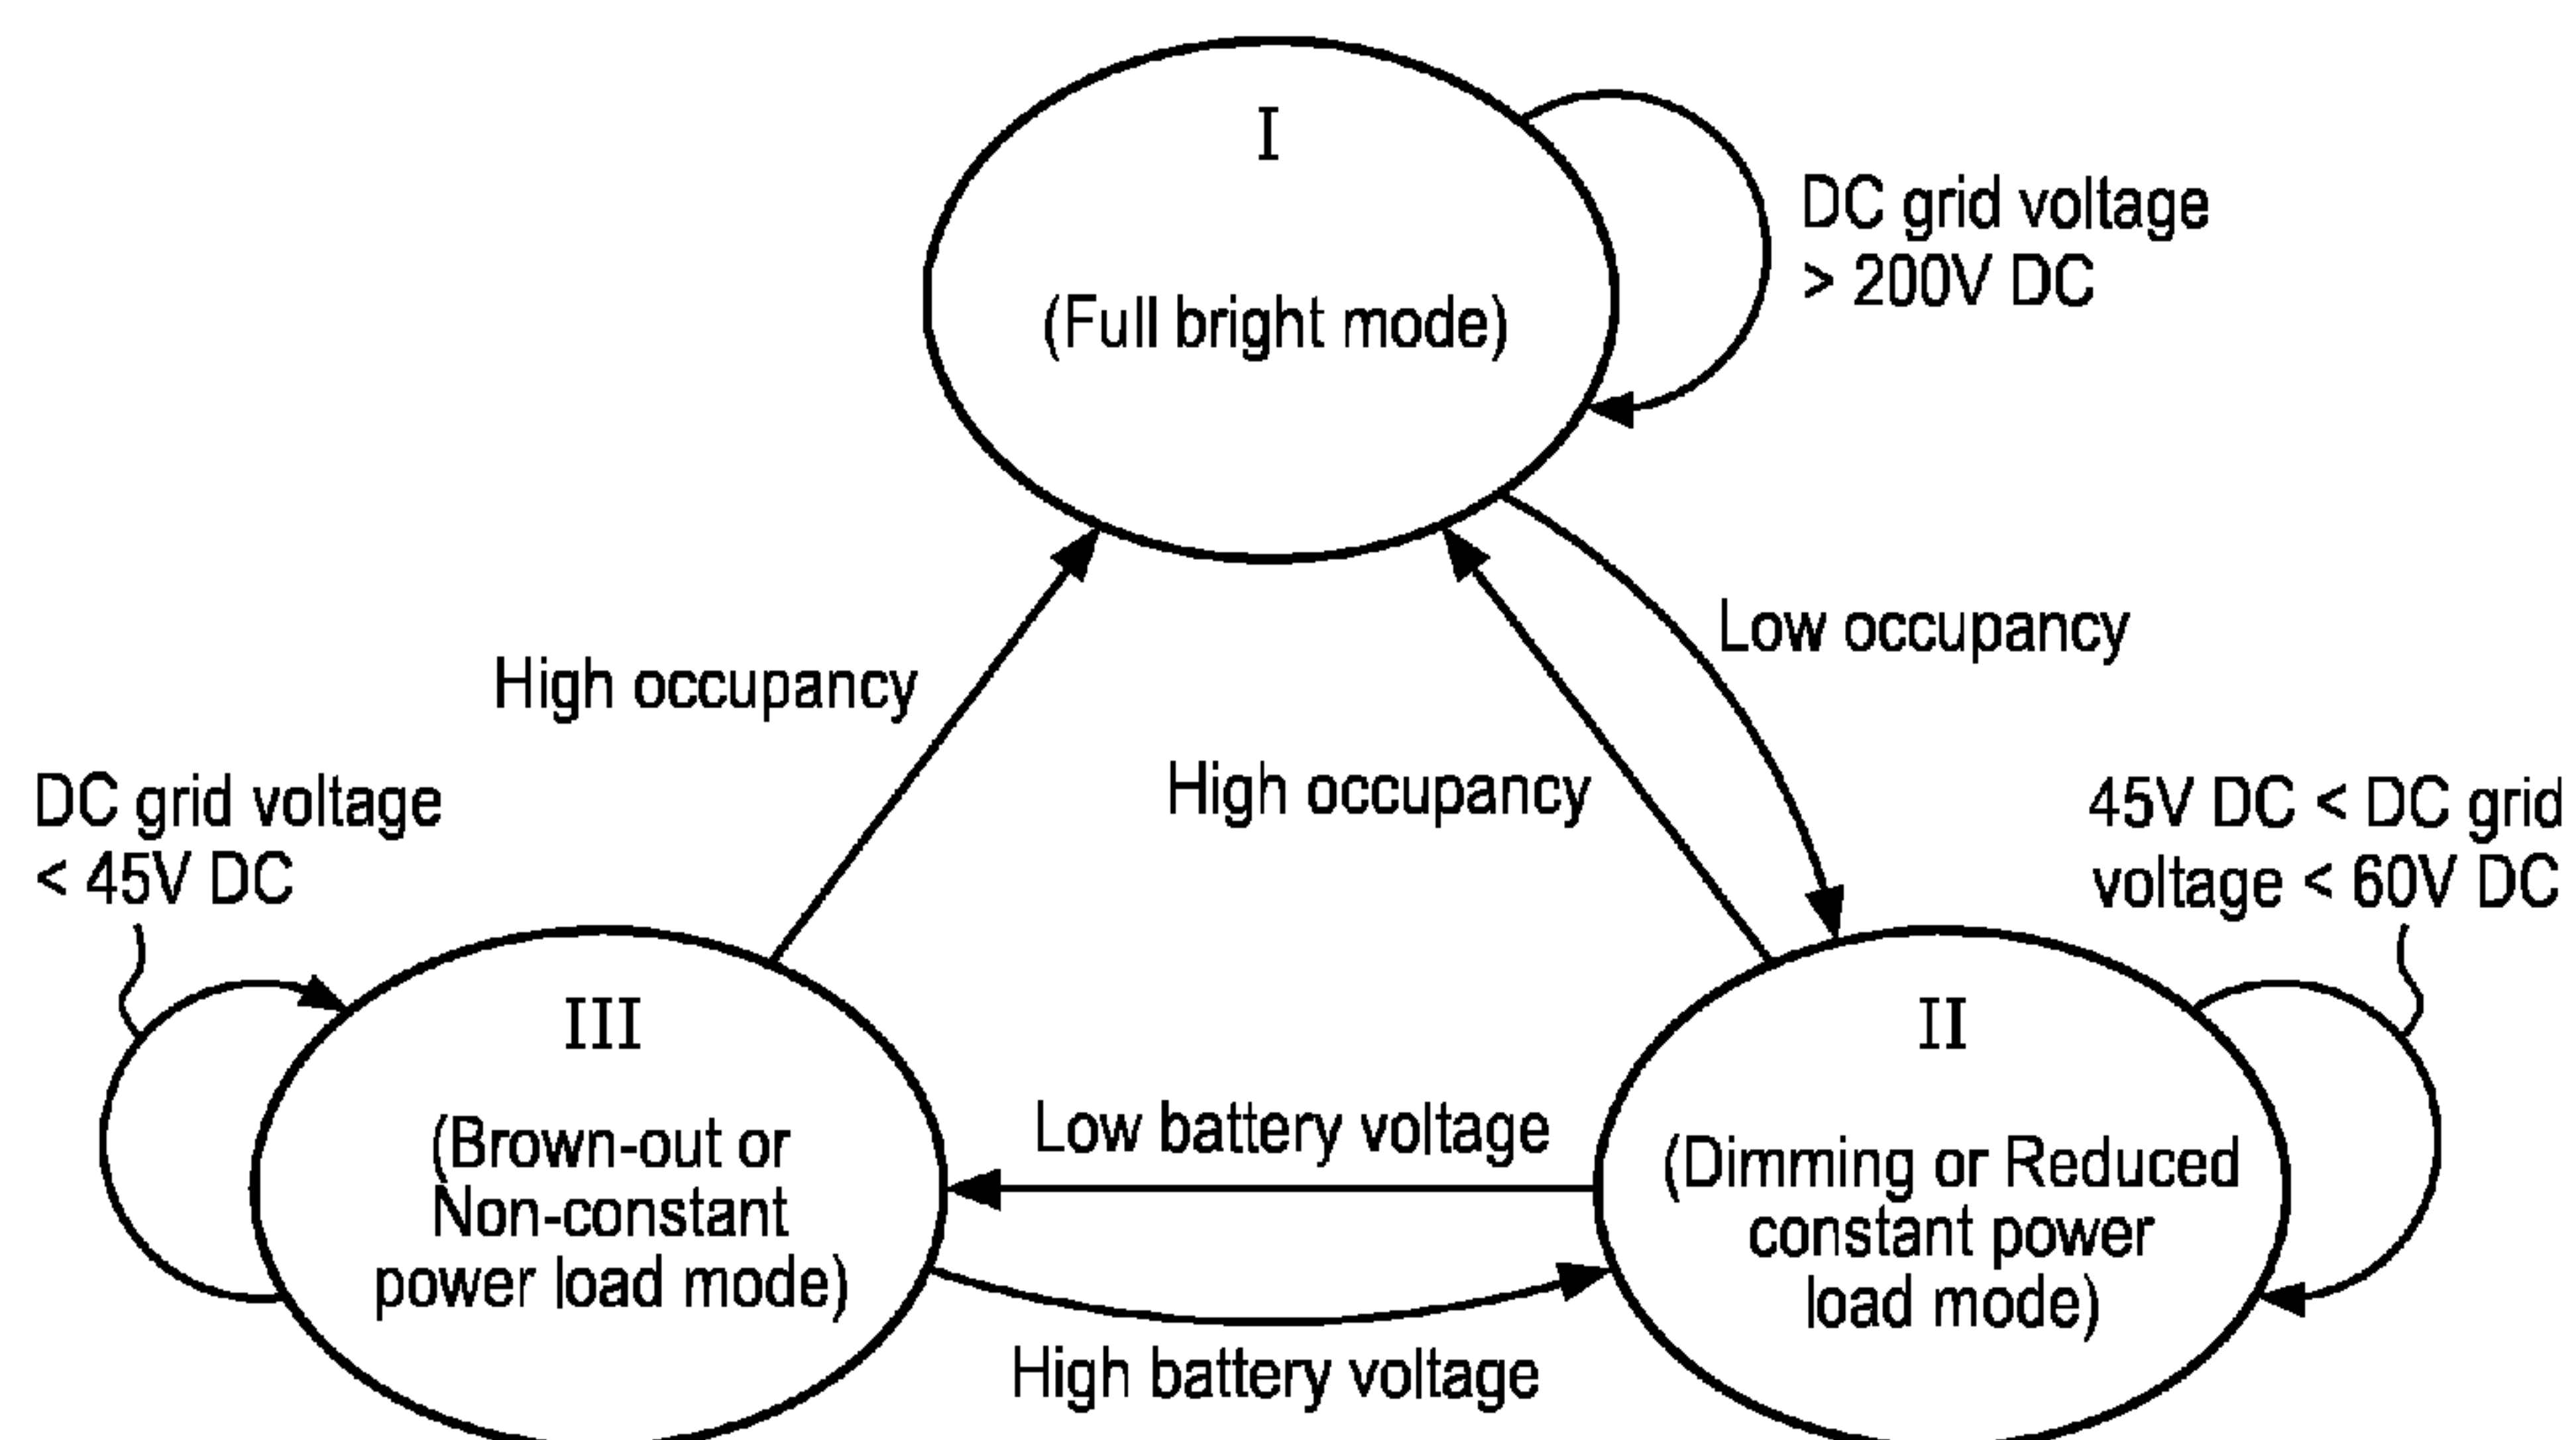 I
(Full bright mode)
DC grid voltage
> 200V DC
Low occupancy
High occupancy
High occupancy
DC grid voltage
< 45V DC
45V DC < DC grid
voltage < 60V DC
III
(Brown-out or
Non-constant
power load mode)
Low battery voltage
High battery voltage
II
(Dimming or Reduced
constant power
load mode)